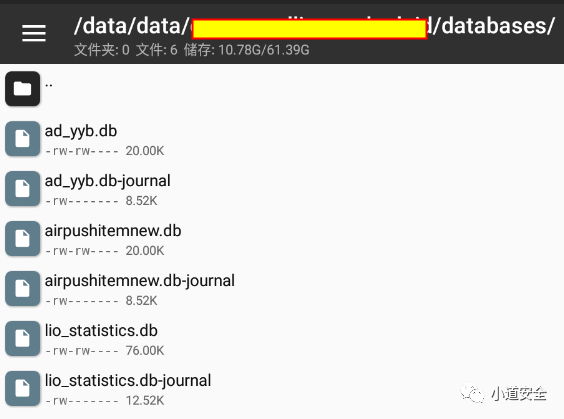 /data/data/ /databases/
文件夹: 0 文件: 6 储存: 10.78G/61.39G
..
ad_yyb.db
-rw-rw---- 20.00K
ad_yyb.db-journal
-rw------- 8.52K
airpushitemnew.db
-rw-rw---- 20.00K
airpushitemnew.db-journal
-rw------- 8.52K
lio_statistics.db
-rw-rw---- 76.00K
lio_statistics.db-journal
-rw------- 12.52K
小道安全